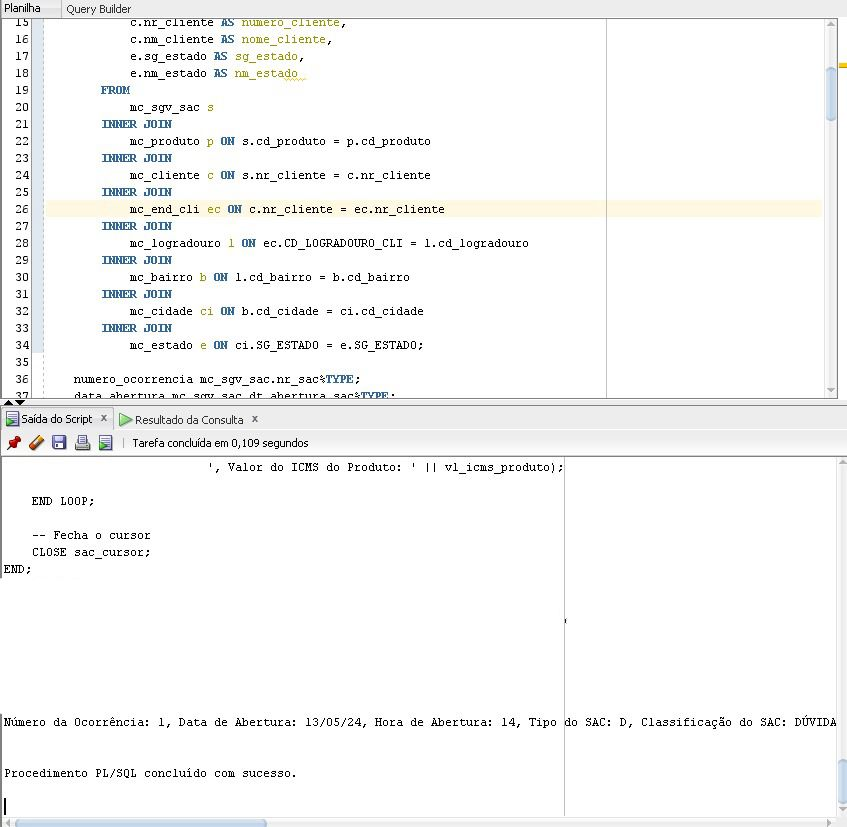 Planilha Query Builder
15 c.nr_cliente AS numero_cliente,
16 c.nm_cliente AS nome_cliente,
17 e.sg_estado AS sg_estado,
18 e.nm_estado AS nm_estado
19 FROM
20 mc_sgv_sac s
21 INNER JOIN
22 mc_produto p ON s.cd_produto = p.cd_produto
23 INNER JOIN
24 mc_cliente c ON s.nr_cliente = c.nr_cliente
25 INNER JOIN
26 mc_end_cli ec ON c.nr_cliente = ec.nr_cliente
27 INNER JOIN
28 mc_logradouro l ON ec.CD_LOGRADOURO_CLI = l.cd_logradouro
29 INNER JOIN
30 mc_bairro b ON l.cd_bairro = b.cd_bairro
31 INNER JOIN
32 mc_cidade ci ON b.cd_cidade = ci.cd_cidade
33 INNER JOIN
34 mc_estado e ON ci.SG_ESTADO = e.SG_ESTADO;
35
36 numero_ocorrencia mc_sgv_sac.nr_sac%TYPE;
37 data_abertura mc_sgv_sac.dt_abertura_sac%TYPE;
Saída do Script x Resultado da Consulta x
Tarefa concluída em 0,109 segundos
', Valor do ICMS do Produto: ' || vl_icms_produto);
END LOOP;
-- Fecha o cursor
CLOSE sac_cursor;
END;
Número da Ocorrência: 1, Data de Abertura: 13/05/24, Hora de Abertura: 14, Tipo do SAC: D, Classificação do SAC: DÚVIDA
Procedimento PL/SQL concluído com sucesso.